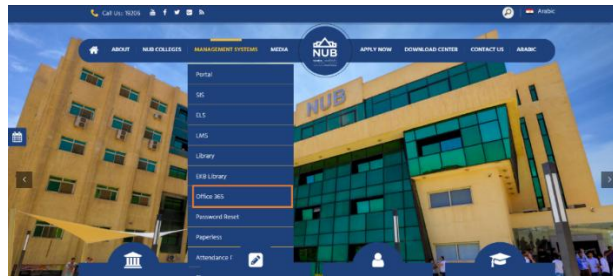 Call Us: 19206
Arabic
ABOUT
NUB COLLEGES
MANAGEMENT SYSTEMS
MEDIA
NUB
APPLY NOW
DOWNLOAD CENTER
CONTACT US
ARABIC
Portal
SIS
LMS
Library
EKB Library
Office 365
Password Reset
Paperless
Attendance
NUB